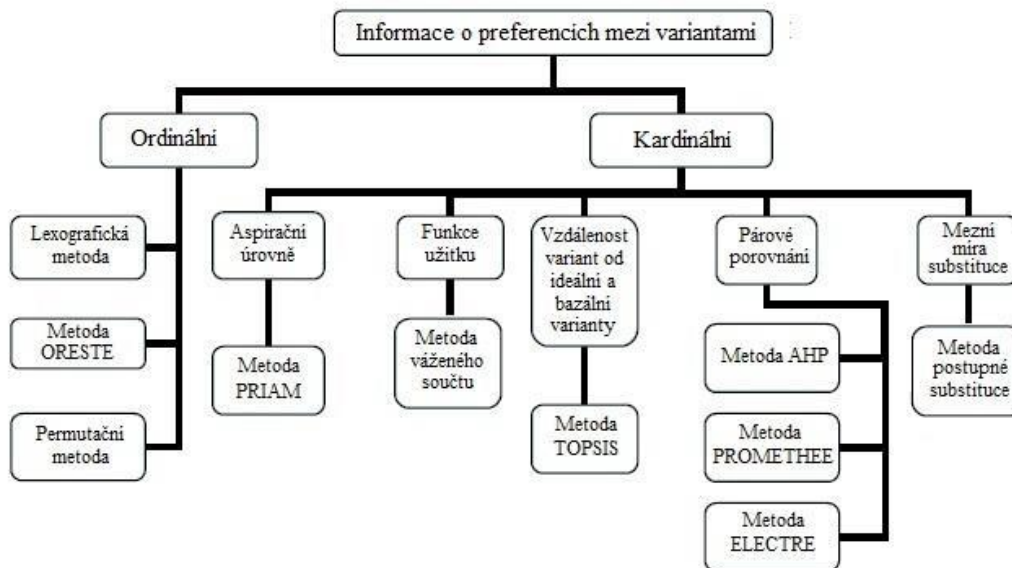 Informace o preferencích mezi variantami
Ordinální
Kardinální
Lexografická
metoda
Metoda
ORESTE
Permutační
metoda
Aspirační
úrovně
Metoda
PRIAM
Funkce
užitku
Metoda
váženého
součtu
Vzdálenost
variant od
ideální a
bazální
varianty
Metoda
TOPSIS
Párové
porovnání
Metoda AHP
Metoda
PROMETHEE
Metoda
ELECTRE
Mezní
míra
substituce
Metoda
postupné
substituce